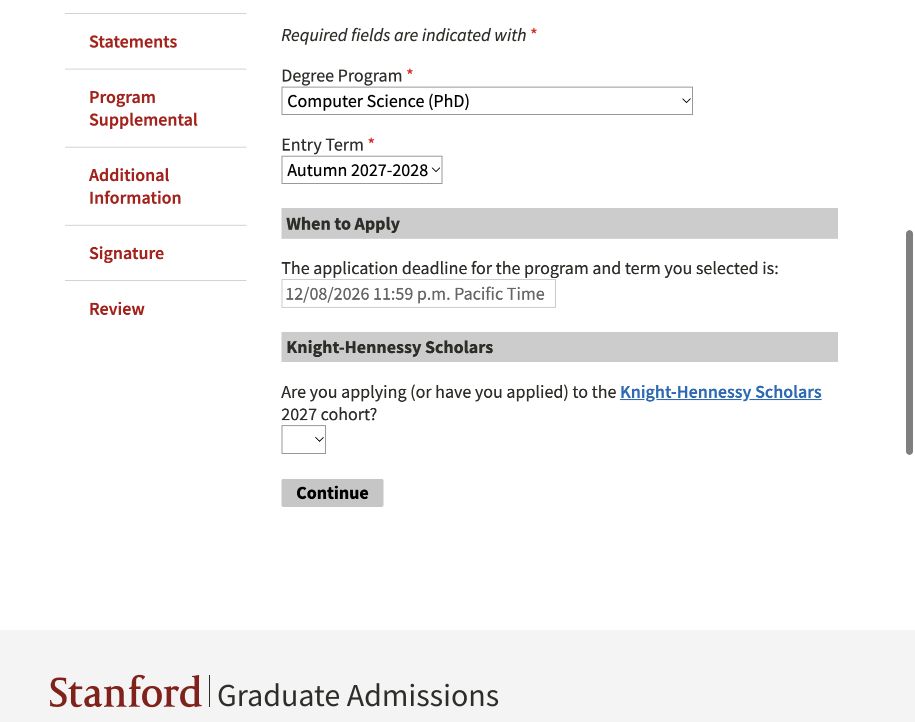 Statements
Program
Supplemental
Additional
Information
Signature
Review
Required fields are indicated with *
Degree Program *
Computer Science (PhD)
Entry Term *
Autumn 2027-2028
When to Apply
The application deadline for the program and term you selected is:
12/08/2026 11:59 p.m. Pacific Time
Knight-Hennessy Scholars
Are you applying (or have you applied) to the Knight-Hennessy Scholars
2027 cohort?
Continue
Stanford | Graduate Admissions